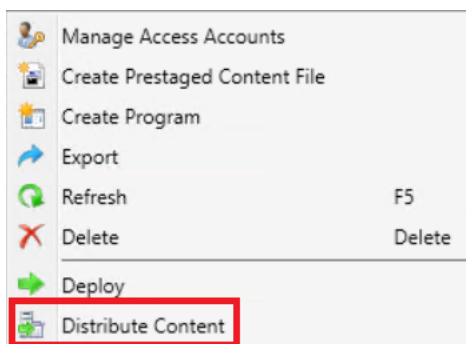 Manage Access Accounts
Create Prestaged Content File
Create Program
Export
Refresh F5
Delete Delete
Deploy
Distribute Content